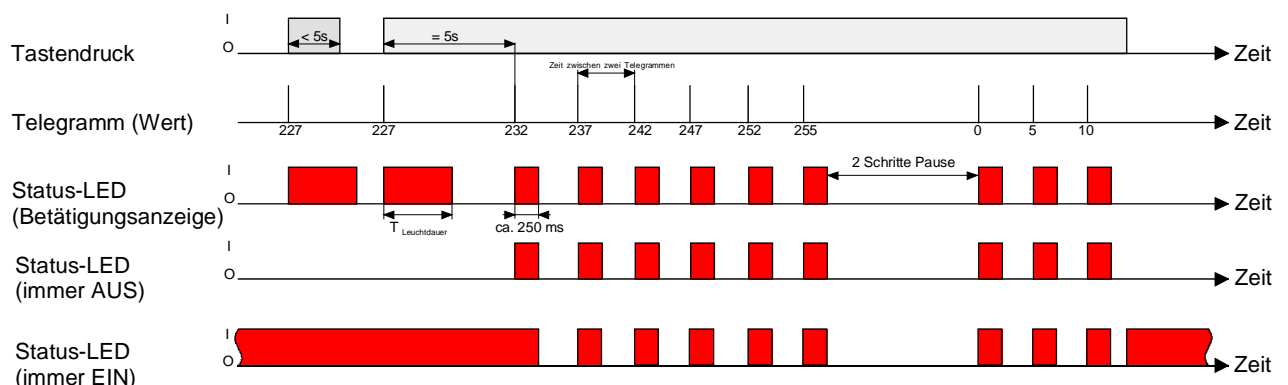 I
< 5s
= 5s
Tastendruck
O
Zeit
Zeit zwischen zwei Telegrammen
Telegramm (Wert)
Zeit
227
227
232
237
242
247
252
255
0
5
10
I
2 Schritte Pause
Status-LED
O
Zeit
(Betätigungsanzeige)
T Leuchtdauer
ca. 250 ms
I
Status-LED
O
Zeit
(immer AUS)
I
Status-LED
O
Zeit
(immer EIN)